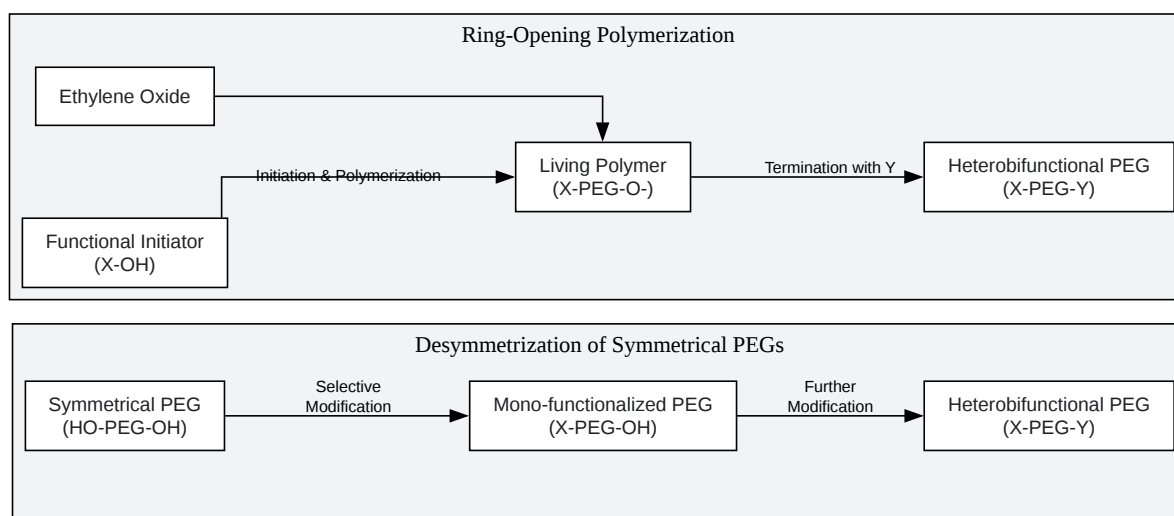 Ring-Opening Polymerization
Ethylene Oxide
Initiation & Polymerization
Living Polymer
(X-PEG-O-)
Termination with Y
Heterobifunctional PEG
(X-PEG-Y)
Functional Initiator
(X-OH)
Desymmetrization of Symmetrical PEGs
Symmetrical PEG
(HO-PEG-OH)
Selective
Modification
Mono-functionalized PEG
(X-PEG-OH)
Further
Modification
Heterobifunctional PEG
(X-PEG-Y)